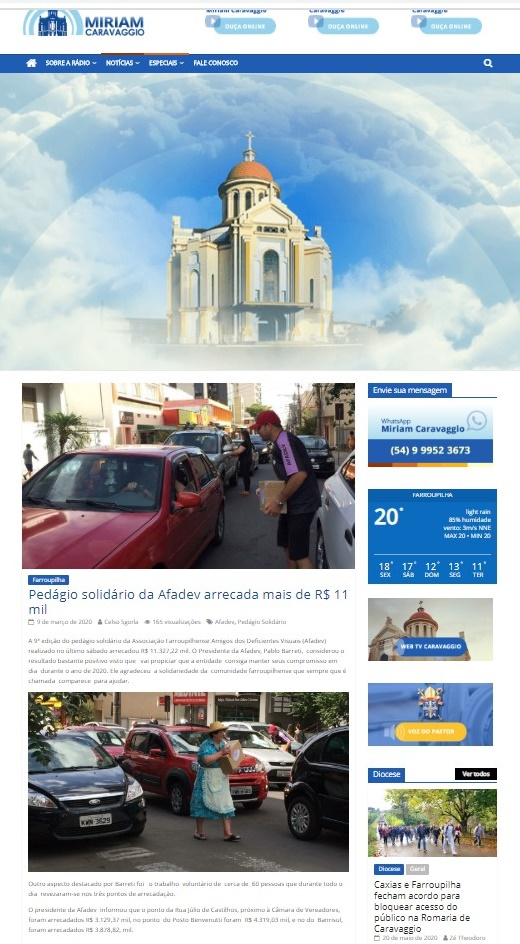 Miriam Caravaggio Caravaggio Caravaggio
OUÇA ONLINE OUÇA ONLINE OUÇA ONLINE
MIRIAM
CARAVAGGIO
SOBRE A RÁDIO NOTÍCIAS ESPECIAIS FALE CONOSCO
Farroupilha
Pedágio solidário da Afadev arrecada mais de R$ 11
mil
9 de março de 2020 Celso Sgorla 165 visualizações Afadev, Pedágio Solidário
A 9ª edição do pedágio solidário da Associação Farroupilhense Amigos dos Deficientes Visuais (Afadev)
realizado no último sábado arrecadou R$ 11.327,22 mil. O Presidente da Afadev, Pablo Barreti, considerou o
resultado bastante positivo visto que vai propiciar que a entidade consiga manter seus compromisso em
dia durante o ano de 2020. Ele agradeceu a solidariedade da comunidade farroupilhense que sempre que é
chamada comparece para ajudar.
KWN 3629
Outro aspecto destacado por Barreti foi o trabalho voluntário de cerca de 60 pessoas que durante todo o
dia revezaram-se nos três pontos de arrecadação.
O presidente da Afadev informou que o ponto da Rua Júlio de Castilhos, próximo à Câmara de Vereadores,
foram arrecadados R$ 3.129,37 mil, no ponto do Posto Benvenutti foram R$ 4.319,03 mil e no Banrisul,
foram arrecadados R$ 3.878,82, mil.
Envie sua mensagem
WhatsApp
Miriam Caravaggio
(54) 9 9952 3673
FARROUPILHA
20°
light rain
85% humidade
vento: 3m/s NNE
MAX 20 • MIN 20
18° 17° 12° 13° 11°
SEX SÁB DOM SEG TER
WEB TV CARAVAGGIO
VOZ DO PASTOR
Diocese Ver todos
Diocese Geral
Caxias e Farroupilha
fecham acordo para
bloquear acesso do
público na Romaria de
Caravaggio
20 de maio de 2020 Zé Theodoro